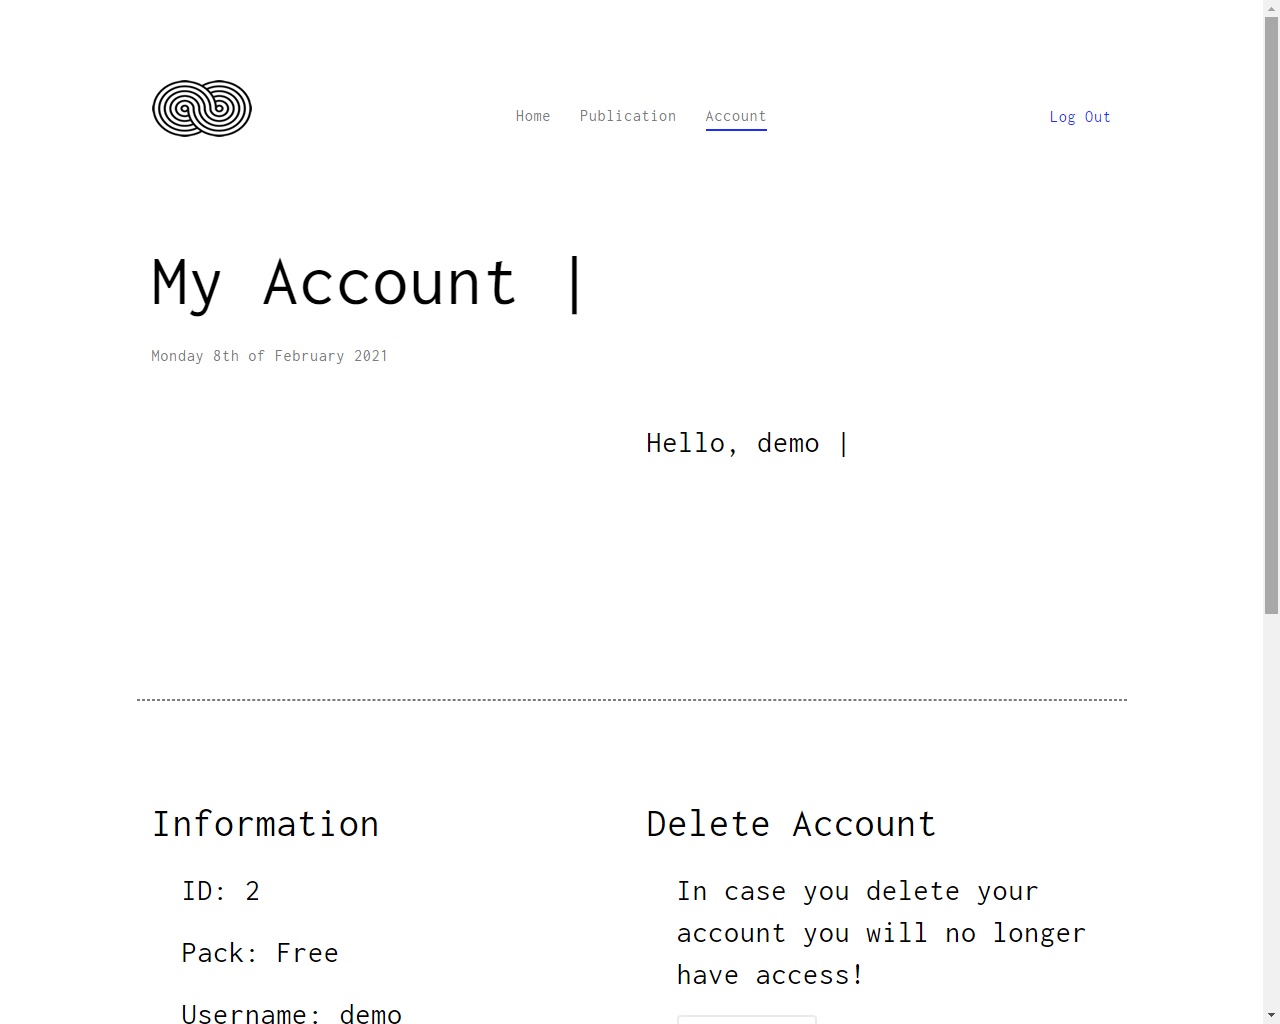 Home Publication Account Log Out
My Account |
Monday 8th of February 2021
Hello, demo |
Information
ID: 2
Pack: Free
Username: demo
Delete Account
In case you delete your
account you will no longer
have access!